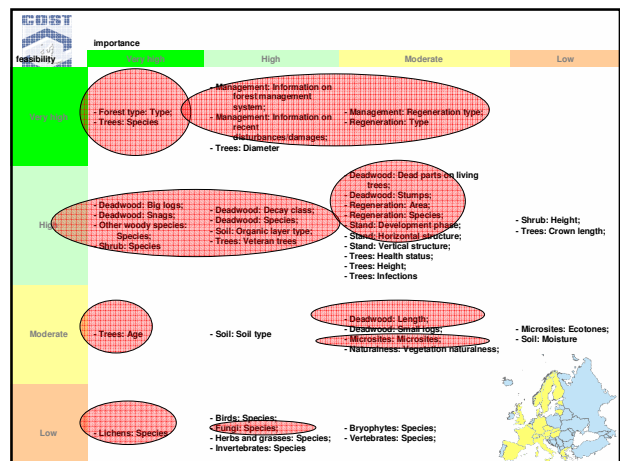 COST
importance
feasibility
Very high
High
Moderate
Low
Very high
- Forest type: Type;
- Trees: Species
- Management: Information on
forest management
system;
- Management: Information on
recent
disturbances/damages;
- Trees: Diameter
- Management: Regeneration type;
- Regeneration: Type
High
- Deadwood: Big logs;
- Deadwood: Snags;
- Other woody species:
Species;
- Shrub: Species
- Deadwood: Decay class;
- Deadwood: Species;
- Soil: Organic layer type;
- Trees: Veteran trees
- Deadwood: Dead parts on living
trees;
- Deadwood: Stumps;
- Regeneration: Area;
- Regeneration: Species;
- Stand: Development phase;
- Stand: Horizontal structure;
- Stand: Vertical structure;
- Trees: Health status;
- Trees: Height;
- Trees: Infections
- Shrub: Height;
- Trees: Crown length;
Moderate
- Trees: Age
- Soil: Soil type
- Deadwood: Length;
- Deadwood: Small logs;
- Microsites: Microsites;
- Naturalness: Vegetation naturalness;
- Microsites: Ecotones;
- Soil: Moisture
Low
- Lichens: Species
- Birds: Species;
- Fungi: Species;
- Herbs and grasses: Species;
- Invertebrates: Species
- Bryophytes: Species;
- Vertebrates: Species;